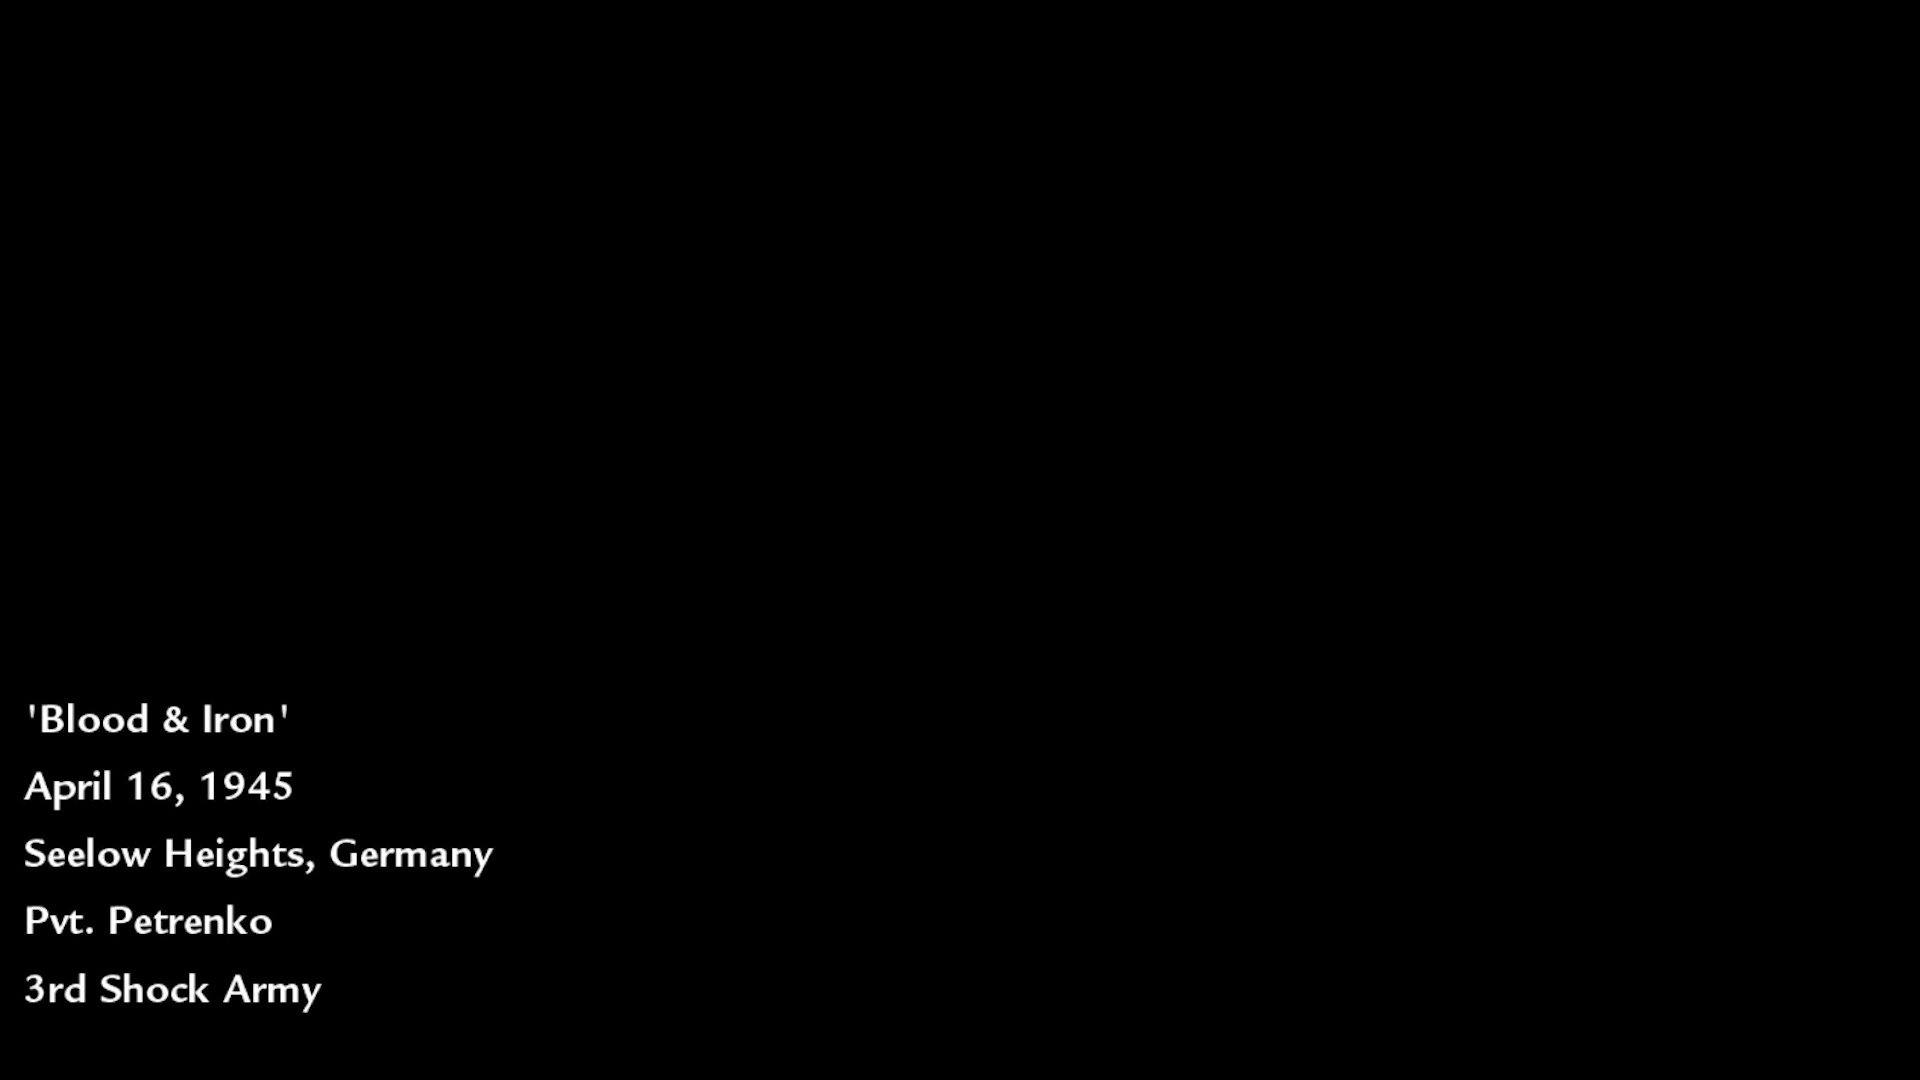 'Blood & Iron'
April 16, 1945
Seelow Heights, Germany
Pvt. Petrenko
3rd Shock Army